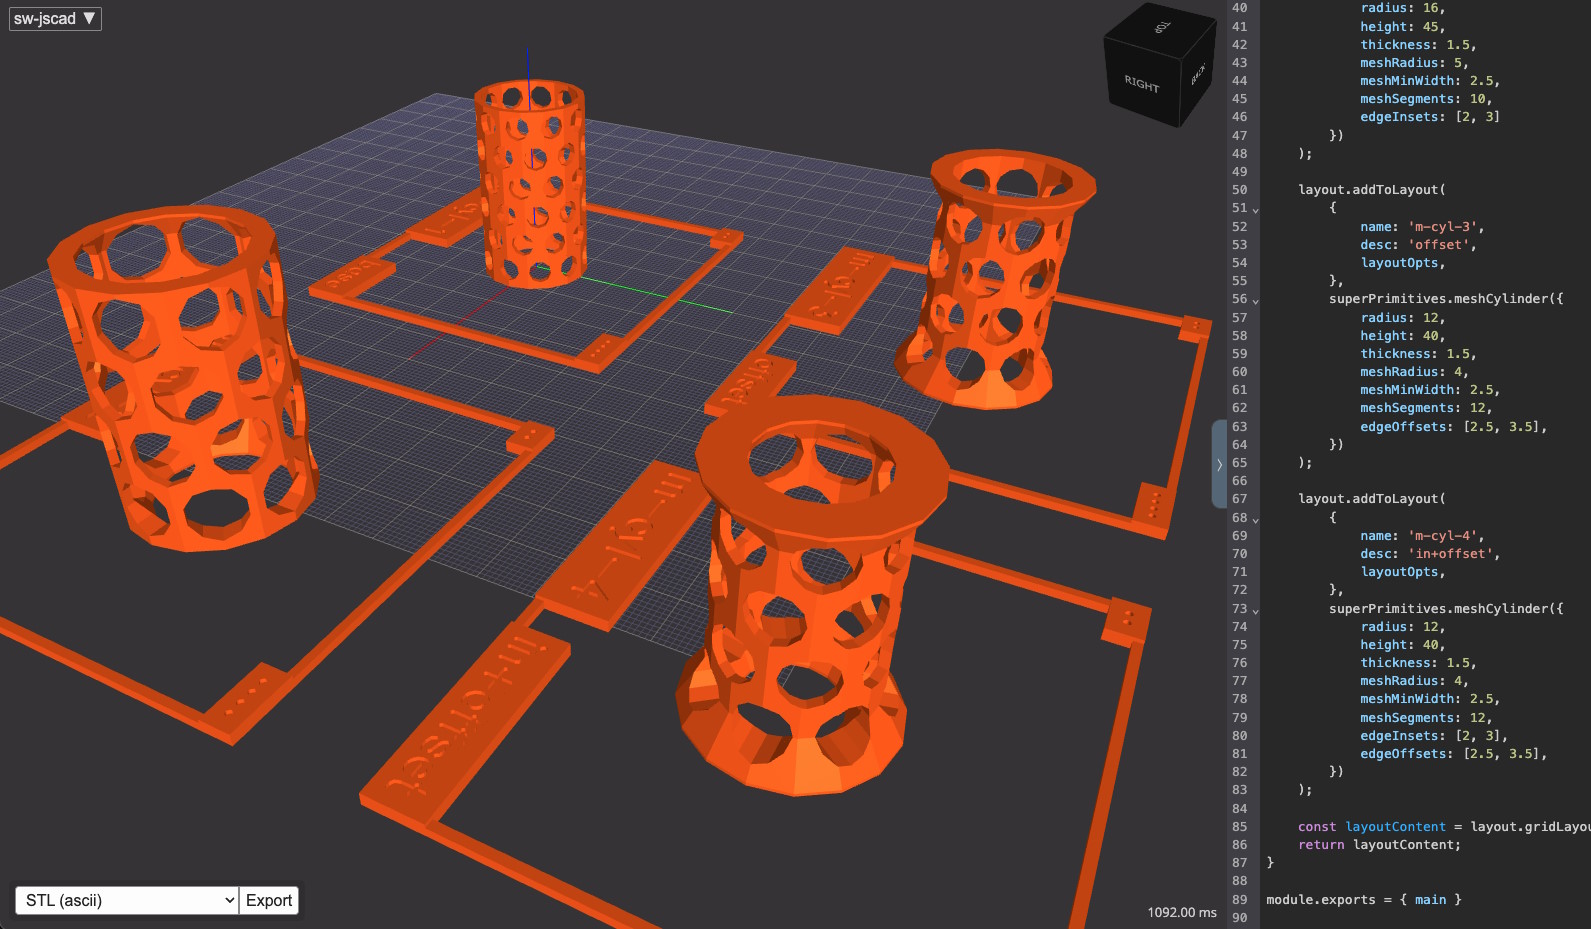 sw-jscad ▼
TOP
RIGHT
BACK
STL (ascii)
Export
1092.00 ms
40 radius: 16,
41 height: 45,
42 thickness: 1.5,
43 meshRadius: 5,
44 meshMinWidth: 2.5,
45 meshSegments: 10,
46 edgeInsets: [2, 3]
47 })
48 );
49
50 layout.addToLayout(
51 {
52 name: 'm-cyl-3',
53 desc: 'offset',
54 layoutOpts,
55 },
56 superPrimitives.meshCylinder({
57 radius: 12,
58 height: 40,
59 thickness: 1.5,
60 meshRadius: 4,
61 meshMinWidth: 2.5,
62 meshSegments: 12,
63 edgeOffsets: [2.5, 3.5],
64 })
65 );
66
67 layout.addToLayout(
68 {
69 name: 'm-cyl-4',
70 desc: 'in+offset',
71 layoutOpts,
72 },
73 superPrimitives.meshCylinder({
74 radius: 12,
75 height: 40,
76 thickness: 1.5,
77 meshRadius: 4,
78 meshMinWidth: 2.5,
79 meshSegments: 12,
80 edgeInsets: [2, 3],
81 edgeOffsets: [2.5, 3.5],
82 })
83 );
84
85 const layoutContent = layout.gridLayou
86 return layoutContent;
87 }
88
89 module.exports = { main }
90